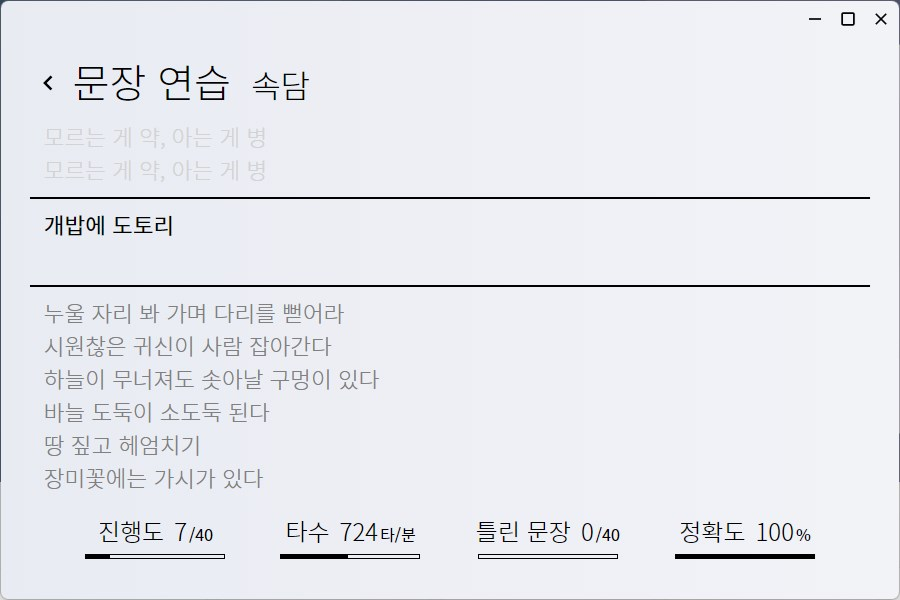 문장 연습 속담
모르는 게 약, 아는 게 병
모르는 게 약, 아는 게 병
개밥에 도토리
누울 자리 봐 가며 다리를 뻗어라
시원찮은 귀신이 사람 잡아간다
하늘이 무너져도 솟아날 구멍이 있다
바늘 도둑이 소도둑 된다
땅 짚고 헤엄치기
장미꽃에는 가시가 있다
진행도 7/40 타수 724타/분 틀린 문장 0/40 정확도 100%